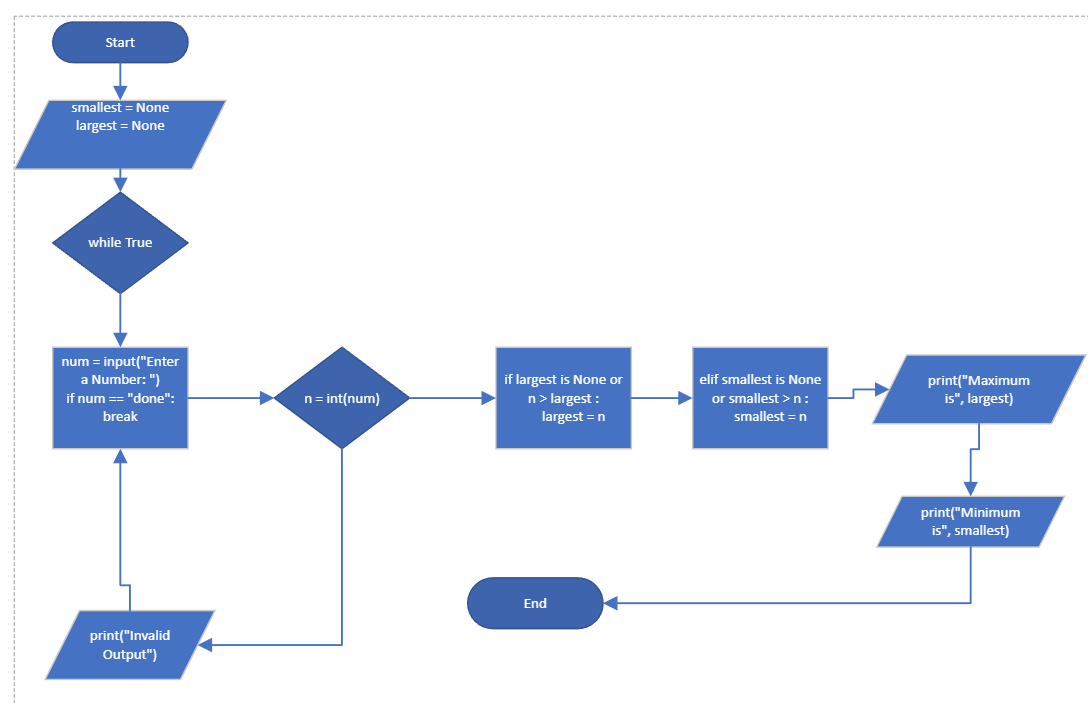 Start
smallest = None
largest = None
while True
num = input("Enter
a Number: ")
if num == "done":
break
n = int(num)
if largest is None or
n > largest :
largest = n
elif smallest is None
or smallest > n :
smallest = n
print("Maximum
is", largest)
print("Minimum
is", smallest)
End
print("Invalid
Output")